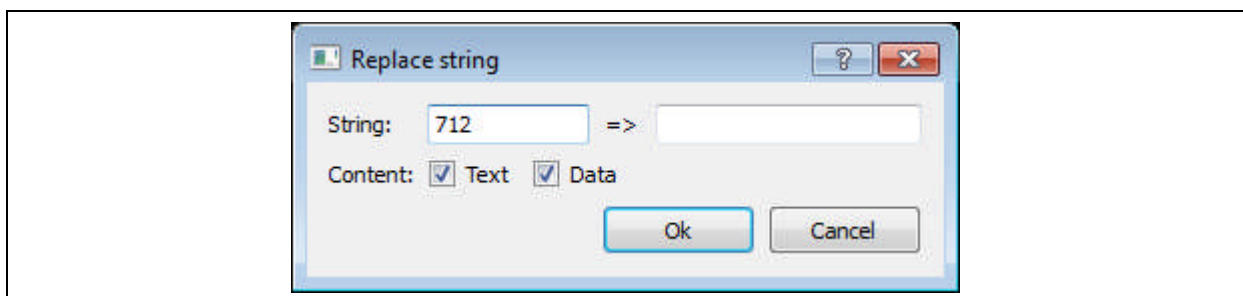 Replace string
String: 712 =>
Content: Text Data
Ok Cancel